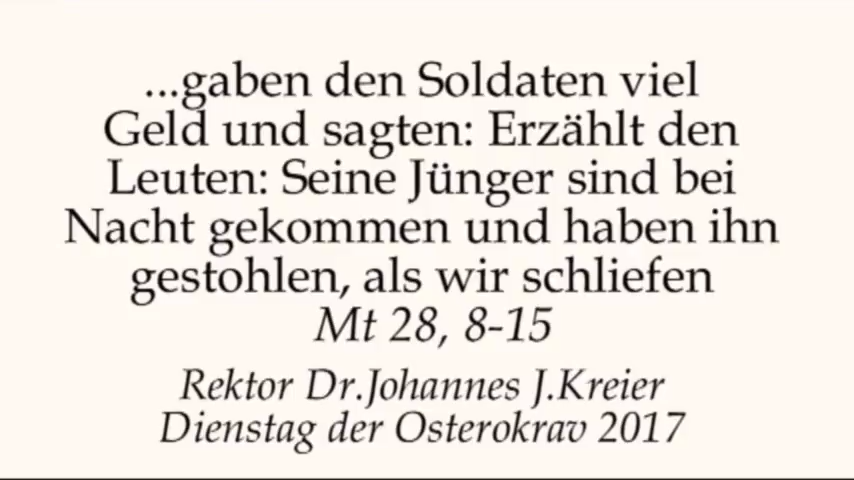 ...gaben den Soldaten viel
Geld und sagten: Erzählt den
Leuten: Seine Jünger sind bei
Nacht gekommen und haben ihn
gestohlen, als wir schliefen
Mt 28, 8-15
Rektor Dr.Johannes J.Kreier
Dienstag der Osterokrav 2017